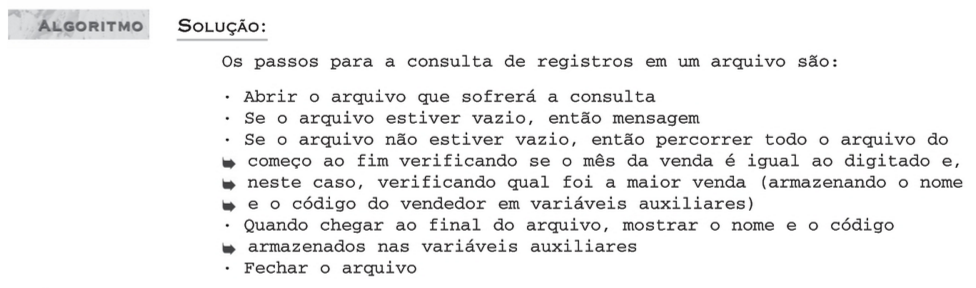 ALGORITMO SOLUÇÃO:
Os passos para a consulta de registros em um arquivo são:
· Abrir o arquivo que sofrerá a consulta
· Se o arquivo estiver vazio, então mensagem
· Se o arquivo não estiver vazio, então percorrer todo o arquivo do
➥ começo ao fim verificando se o mês da venda é igual ao digitado e,
➥ neste caso, verificando qual foi a maior venda (armazenando o nome
➥ e o código do vendedor em variáveis auxiliares)
· Quando chegar ao final do arquivo, mostrar o nome e o código
➥ armazenados nas variáveis auxiliares
· Fechar o arquivo